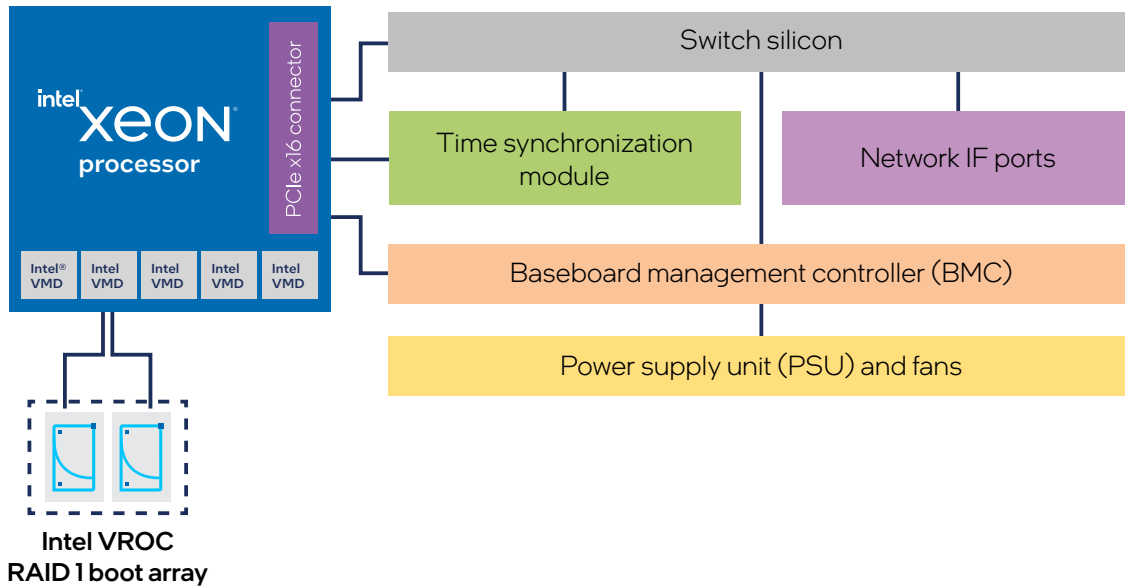 intel
xeon®
processor
PCIe x16 connector
Intel®
VMD
Intel
VMD
Intel
VMD
Intel
VMD
Intel
VMD
Intel VROC
RAID 1 boot array
Switch silicon
Time synchronization
module
Network IF ports
Baseboard management controller (BMC)
Power supply unit (PSU) and fans